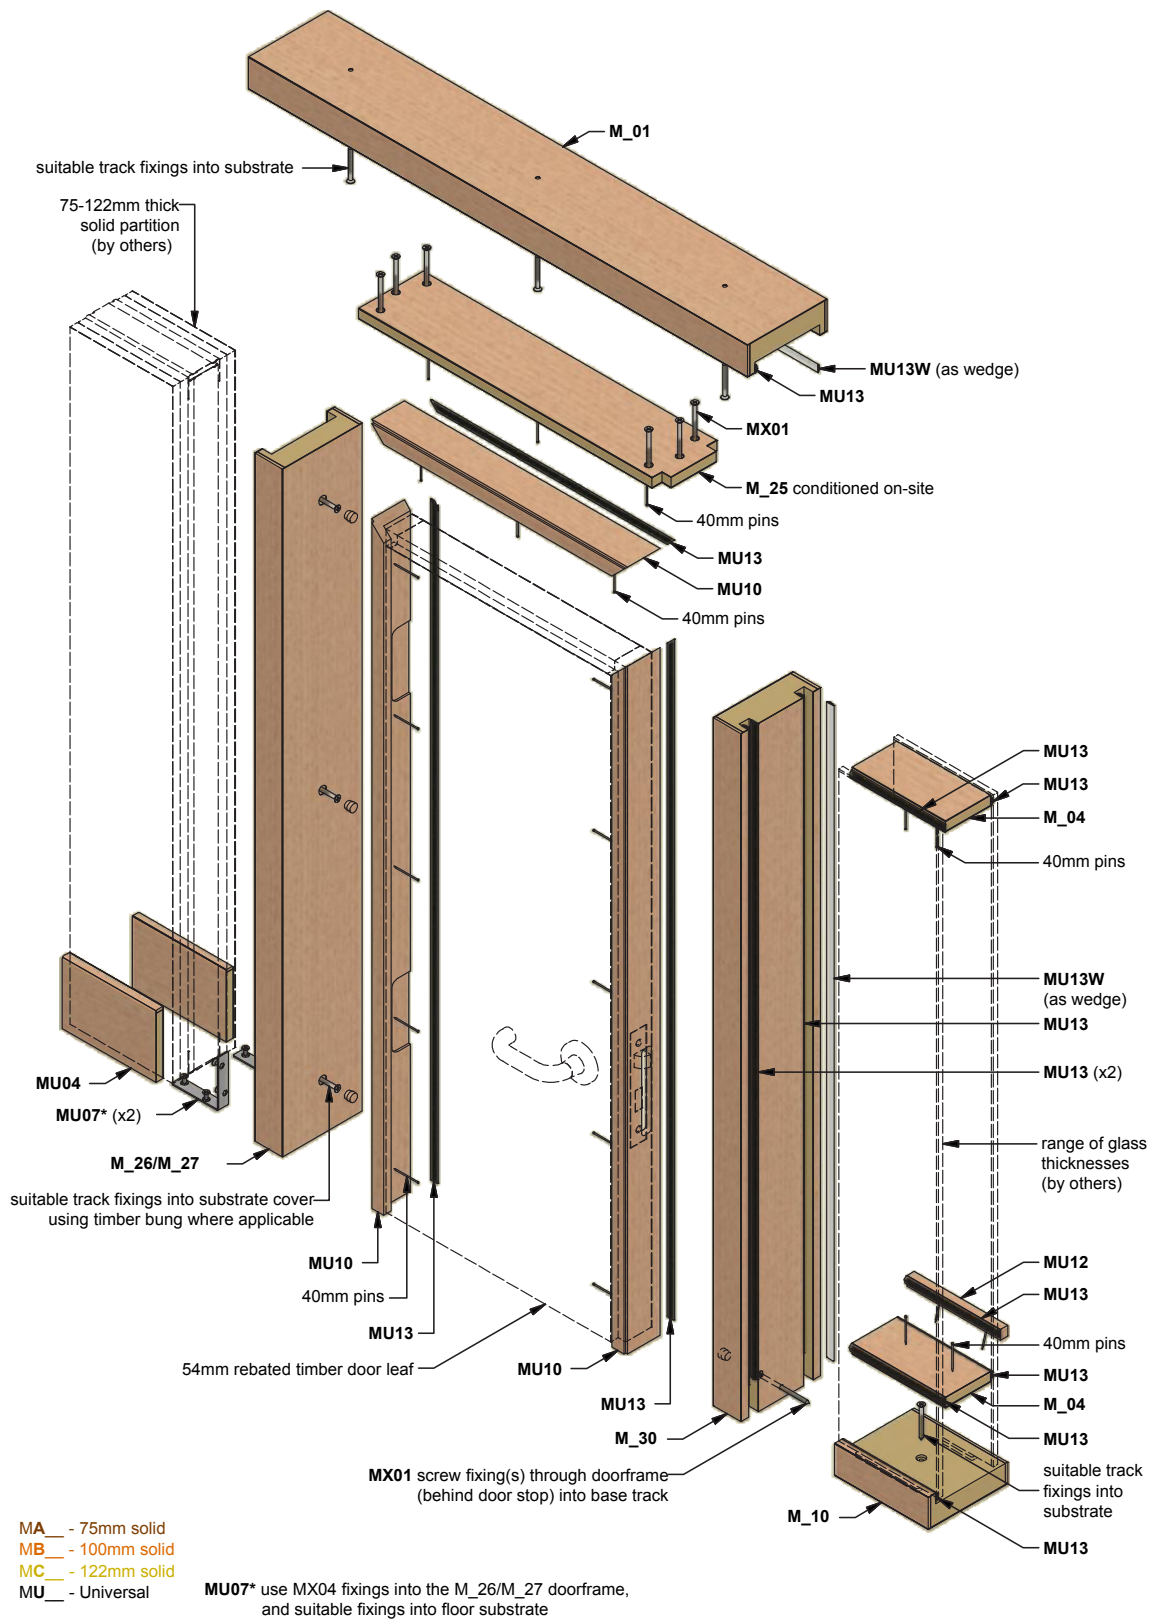 M_01
suitable track fixings into substrate
75-122mm thick
solid partition
(by others)
MU13W (as wedge)
MU13
MX01
M_25 conditioned on-site
40mm pins
MU13
MU10
40mm pins
MU13
MU13
M_04
40mm pins
MU13W
(as wedge)
MU13
MU13 (x2)
MU04
MU07* (x2)
range of glass
thicknesses
(by others)
M_26/M_27
suitable track fixings into substrate cover
using timber bung where applicable
MU10
40mm pins
MU13
54mm rebated timber door leaf
MU10
MU13
M_30
MU12
MU13
40mm pins
MU13
M_04
MU13
suitable track
fixings into
substrate
MX01 screw fixing(s) through doorframe
(behind door stop) into base track
M_10
MU13
MA__ - 75mm solid
MB__ - 100mm solid
MC__ - 122mm solid
MU__ - Universal
MU07* use MX04 fixings into the M_26/M_27 doorframe,
and suitable fixings into floor substrate